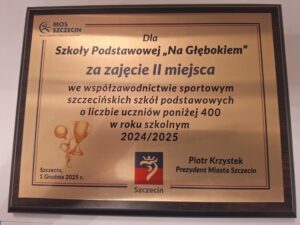 MOS
SZCZECIN
Dla
Szkoły Podstawowej „Na Głębokiem”
za zajęcie II miejsca
we współzawodnictwie sportowym
szczecińskich szkół podstawowych
o liczbie uczniów poniżej 400
w roku szkolnym
2024/2025
Szczecin,
1 Grudnia 2025 r.
Szczecin
Piotr Krzystek
Prezydent Miasta Szczecin